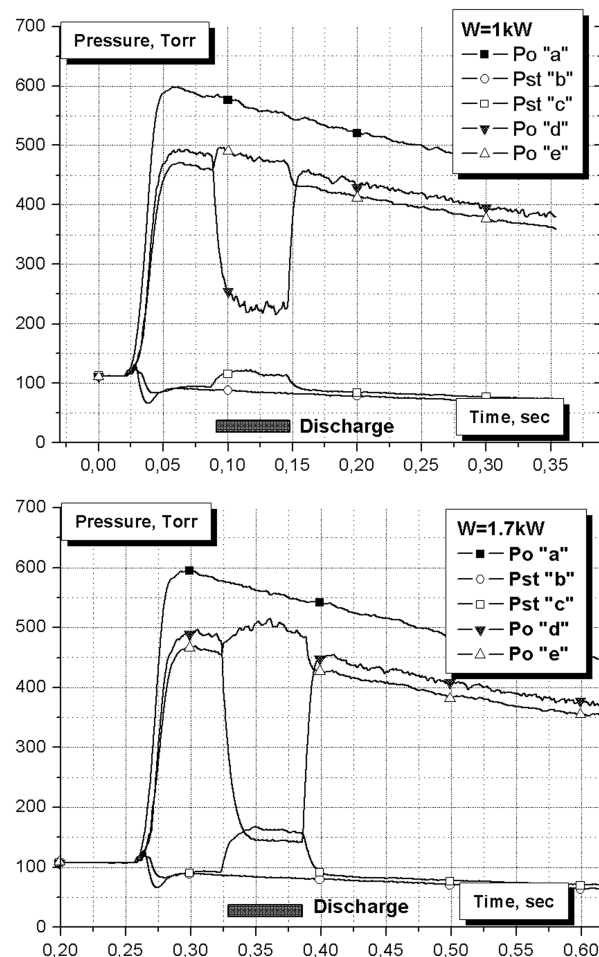 700
Pressure, Torr
W=1kW
Po "a"
Pst "b"
Pst "c"
Po "d"
Po "e"
600
500
400
300
200
100
0
Discharge
Time, sec
0,00 0,05 0,10 0,15 0,20 0,25 0,30 0,35
700
Pressure, Torr
W=1.7kW
Po "a"
Pst "b"
Pst "c"
Po "d"
Po "e"
600
500
400
300
200
100
0
Discharge
Time, sec
0,20 0,25 0,30 0,35 0,40 0,45 0,50 0,55 0,60